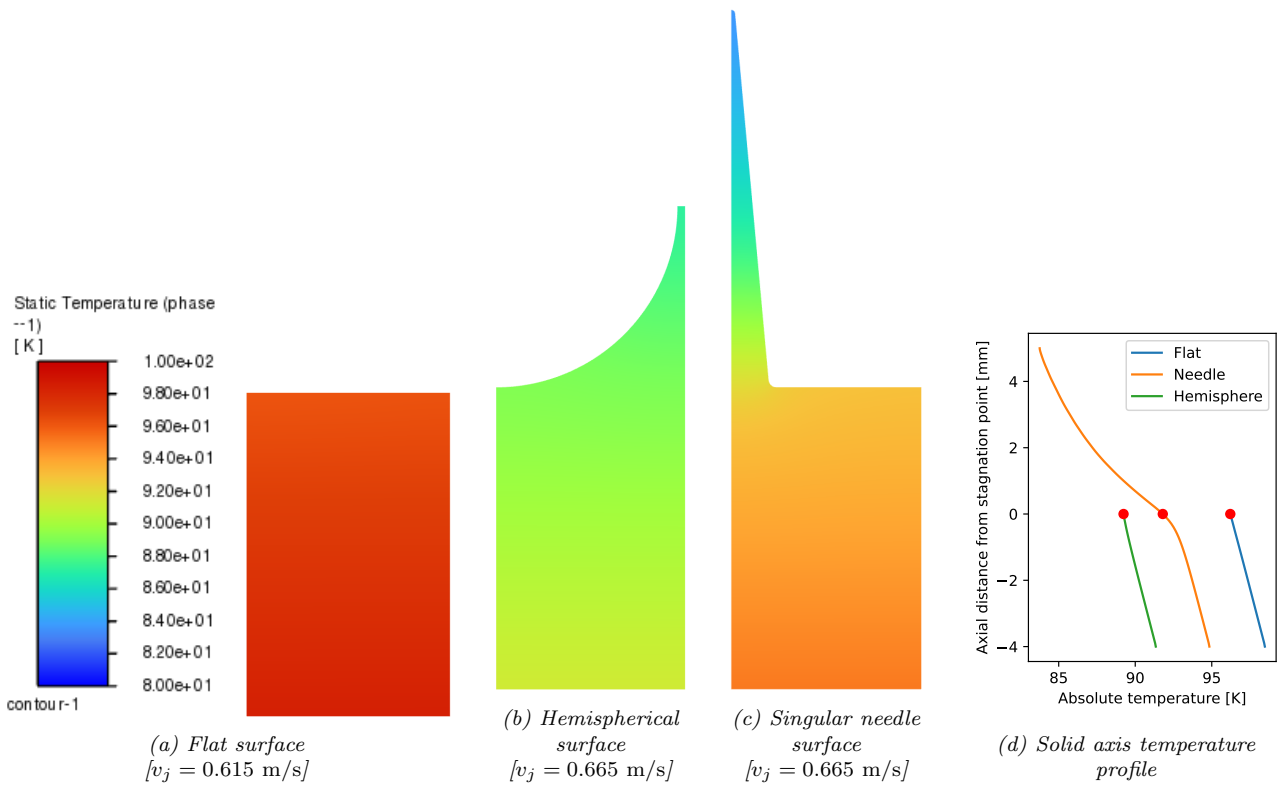 Static Temperature (phase
--1)
[ K ]
1.00e+02
9.80e+01
9.60e+01
9.40e+01
9.20e+01
9.00e+01
8.80e+01
8.60e+01
8.40e+01
8.20e+01
8.00e+01
contour-1
(a) Flat surface
[v_j = 0.615 m/s]
(b) Hemispherical
surface
[v_j = 0.665 m/s]
(c) Singular needle
surface
[v_j = 0.665 m/s]
Flat
Needle
Hemisphere
Axial distance from stagnation point [mm]
4
2
0
−2
−4
85
90
95
Absolute temperature [K]
(d) Solid axis temperature
profile